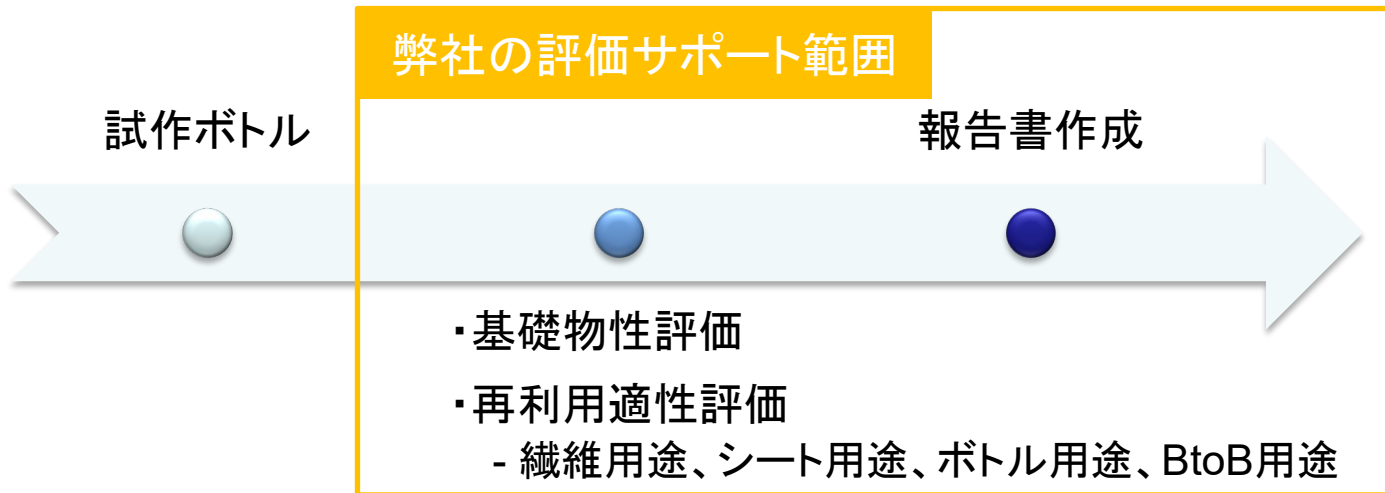 弊社の評価サポート範囲
試作ボトル
報告書作成
・基礎物性評価
・再利用適性評価
- 繊維用途、シート用途、ボトル用途、BtoB用途